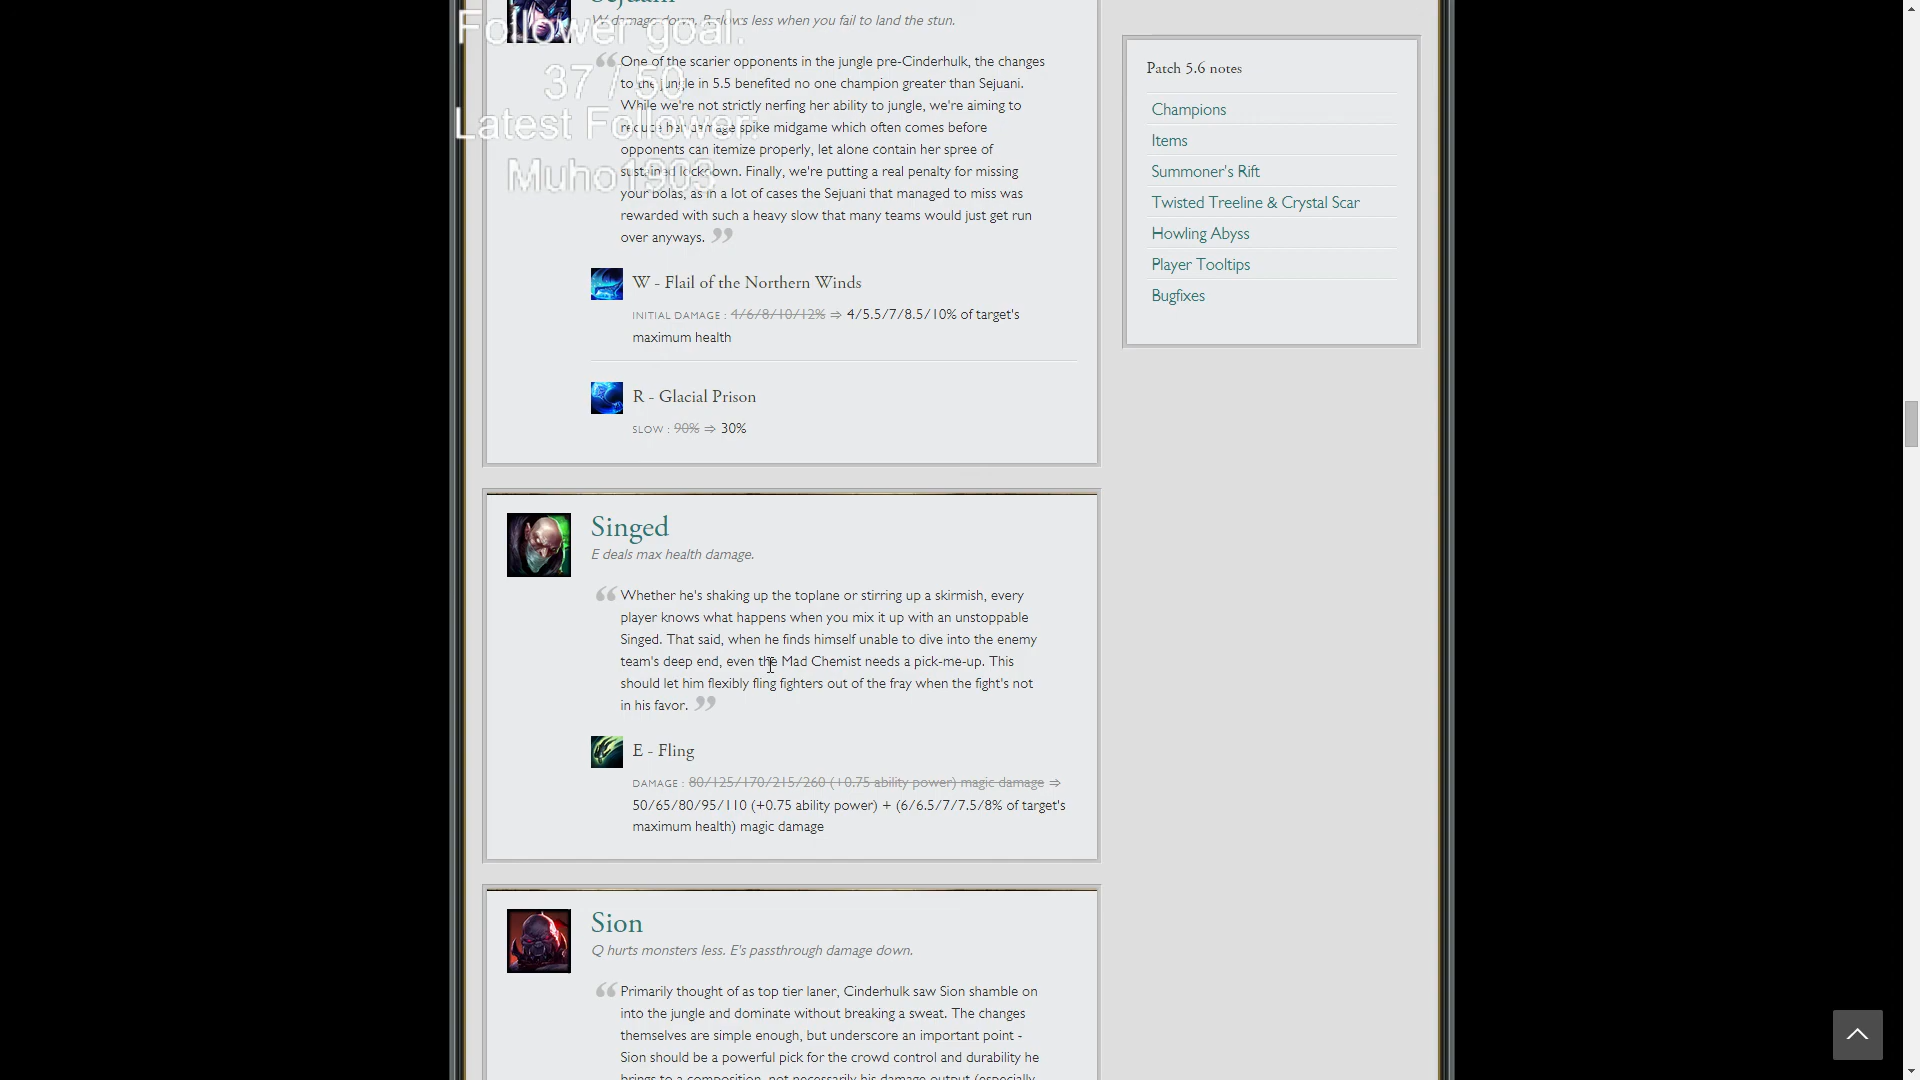 Sejuani
W damage down. R slows less when you fail to land the stun.
Follower goal:
37 / 50
Latest Follower:
Muho1903
One of the scarier opponents in the jungle pre-Cinderhulk, the changes
to the jungle in 5.5 benefited no one champion greater than Sejuani.
While we're not strictly nerfing her ability to jungle, we're aiming to
reduce her damage spike midgame which often comes before
opponents can itemize properly, let alone contain her spree of
sustained lockdown. Finally, we're putting a real penalty for missing
your bolas, as in a lot of cases the Sejuani that managed to miss was
rewarded with such a heavy slow that many teams would just get run
over anyways.
W - Flail of the Northern Winds
INITIAL DAMAGE : 4/6/8/10/12% ⇒ 4/5.5/7/8.5/10% of target's
maximum health
R - Glacial Prison
SLOW : 90% ⇒ 30%
Singed
E deals max health damage.
Whether he's shaking up the toplane or stirring up a skirmish, every
player knows what happens when you mix it up with an unstoppable
Singed. That said, when he finds himself unable to dive into the enemy
team's deep end, even the Mad Chemist needs a pick-me-up. This
should let him flexibly fling fighters out of the fray when the fight's not
in his favor.
E - Fling
DAMAGE : 80/125/170/215/260 (+0.75 ability power) magic damage ⇒
50/65/80/95/110 (+0.75 ability power) + (6/6.5/7/7.5/8% of target's
maximum health) magic damage
Sion
Q hurts monsters less. E's passthrough damage down.
Primarily thought of as top tier laner, Cinderhulk saw Sion shamble on
into the jungle and dominate without breaking a sweat. The changes
themselves are simple enough, but underscore an important point -
Sion should be a powerful pick for the crowd control and durability he
brings to a composition, not necessarily his damage output (especially
Patch 5.6 notes
Champions
Items
Summoner's Rift
Twisted Treeline & Crystal Scar
Howling Abyss
Player Tooltips
Bugfixes